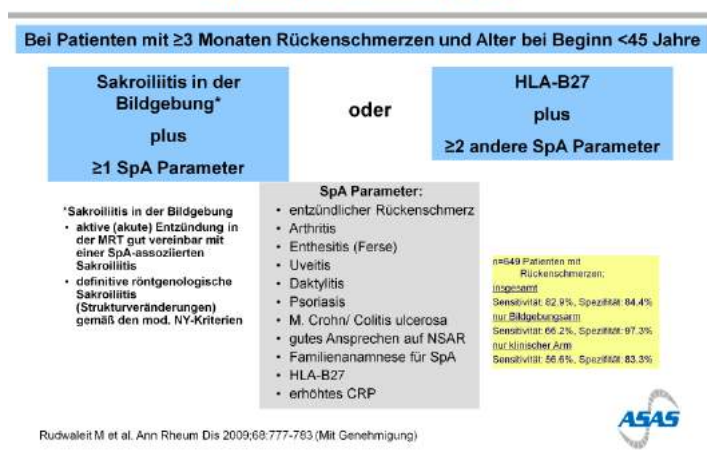 Bei Patienten mit ≥3 Monaten Rückenschmerzen und Alter bei Beginn <45 Jahre
Sakroiliitis in der
Bildgebung*
plus
≥1 SpA Parameter
oder
HLA-B27
plus
≥2 andere SpA Parameter
*Sakroiliitis in der Bildgebung
• aktive (akute) Entzündung in
der MRT gut vereinbar mit
einer SpA-assoziierten
Sakroiliitis
• definitive röntgenologische
Sakroiliitis
(Strukturveränderungen)
gemäß den mod. NY-Kriterien
SpA Parameter:
• entzündlicher Rückenschmerz
• Arthritis
• Enthesitis (Ferse)
• Uveitis
• Daktylitis
• Psoriasis
• M. Crohn/ Colitis ulcerosa
• gutes Ansprechen auf NSAR
• Familienanamnese für SpA
• HLA-B27
• erhöhtes CRP
n=649 Patienten mit
Rückenschmerzen;
insgesamt
Sensitivität: 82.9%, Spezifität: 84.4%
nur Bildgebungsarm
Sensitivität: 66.2%, Spezifität: 97.3%
nur klinischer Arm
Sensitivität: 56.6%, Spezifität: 83.3%
ASAS
Rudwaleit M et al. Ann Rheum Dis 2009;68:777-783 (Mit Genehmigung)